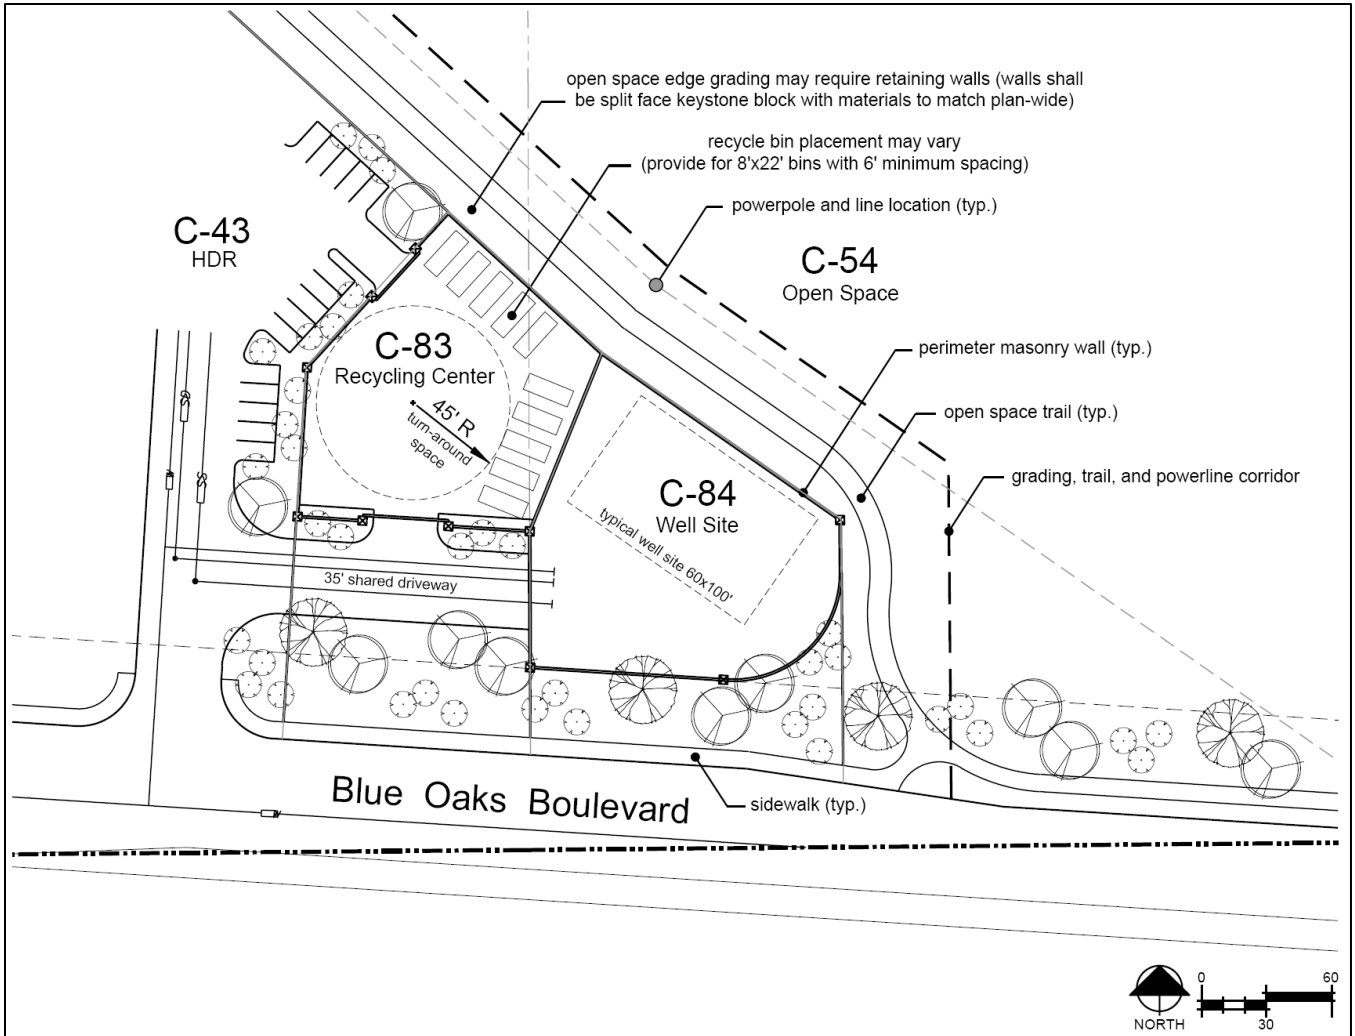 open space edge grading may require retaining walls (walls shall
be split face keystone block with materials to match plan-wide)
recycle bin placement may vary
(provide for 8'x22' bins with 6' minimum spacing)
powerpole and line location (typ.)
C-43
HDR
C-54
Open Space
C-83
Recycling Center
45' R
turn-around
space
perimeter masonry wall (typ.)
open space trail (typ.)
grading, trail, and powerline corridor
C-84
Well Site
typical well site 60x100'
SD
SS
35' shared driveway
Blue Oaks Boulevard
sidewalk (typ.)
NORTH
0
60
30